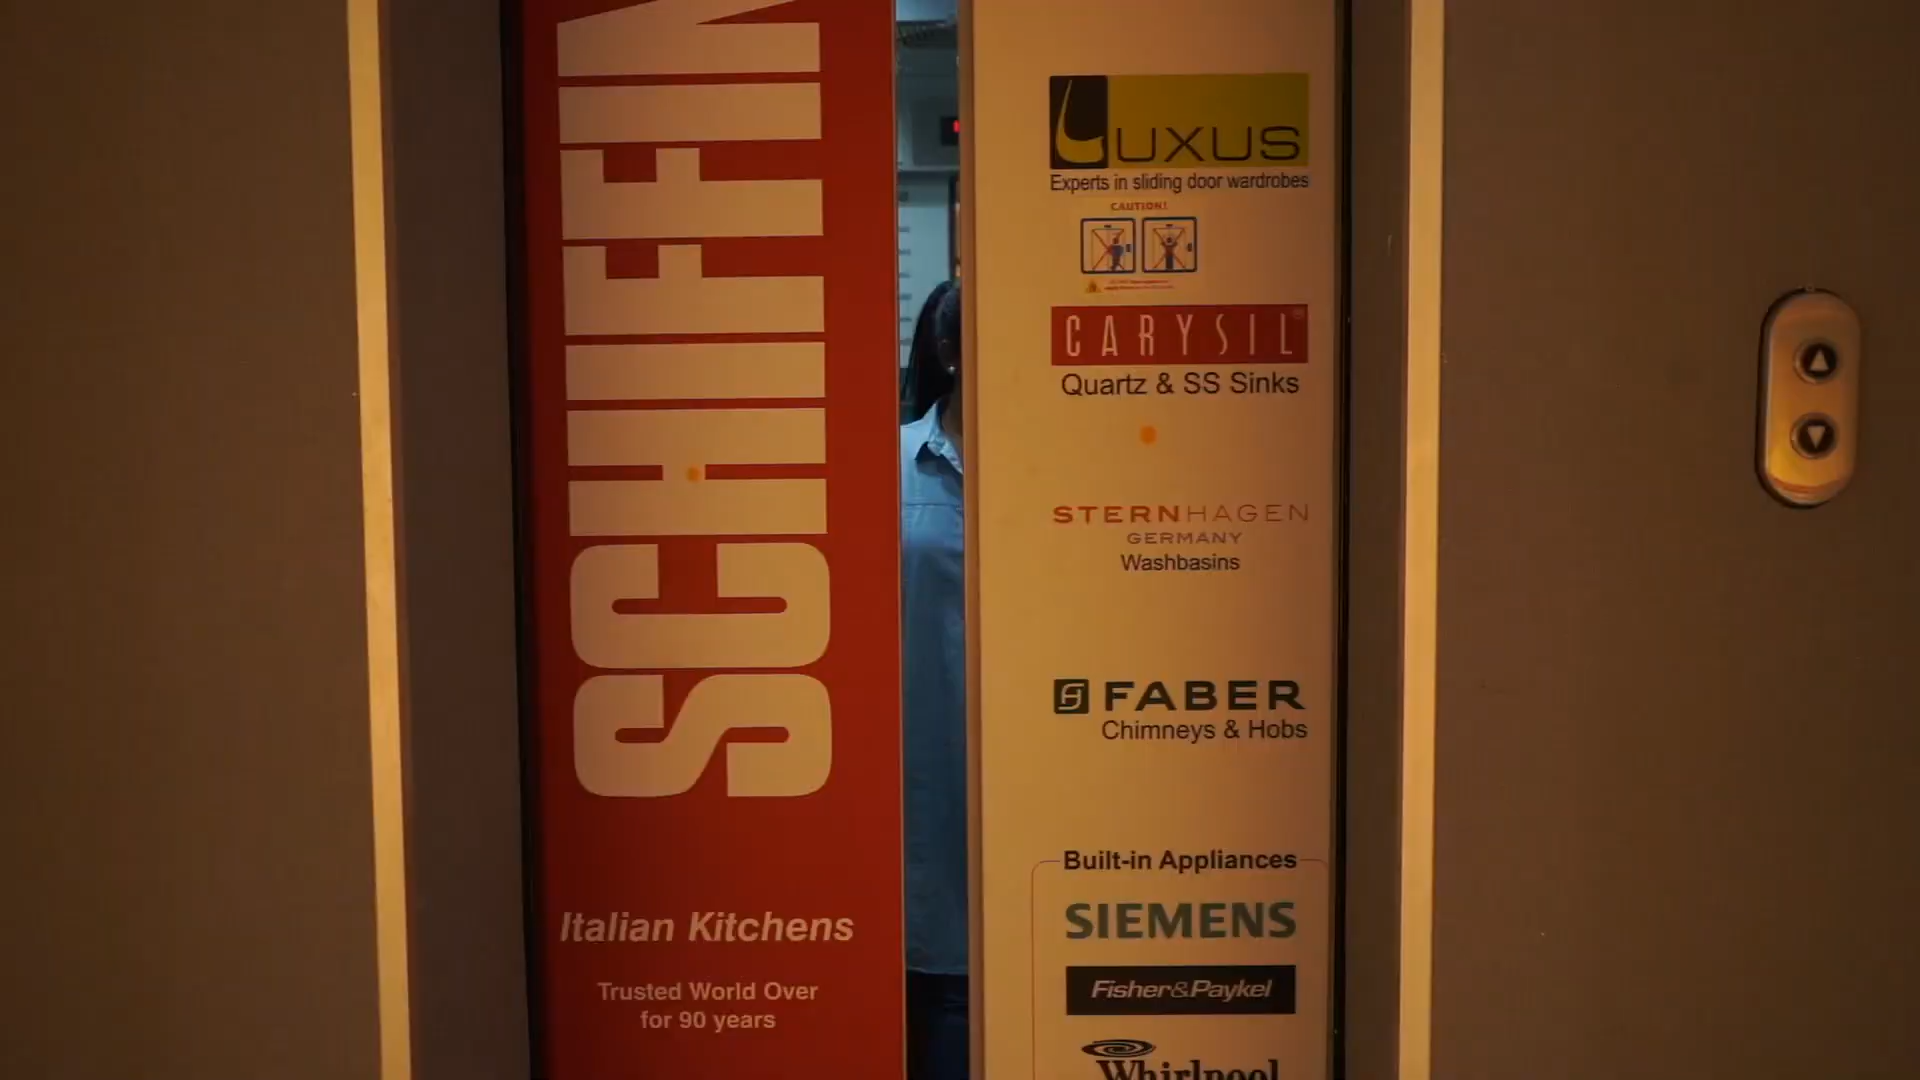 SCHIFFIN
Italian Kitchens
Trusted World Over
for 90 years
LUXUS
Experts in sliding door wardrobes
CAUTION!
CARYSIL
Quartz & SS Sinks
STERNHAGEN
GERMANY
Washbasins
FABER
Chimneys & Hobs
Built-in Appliances
SIEMENS
Fisher&Paykel
Whirlpool